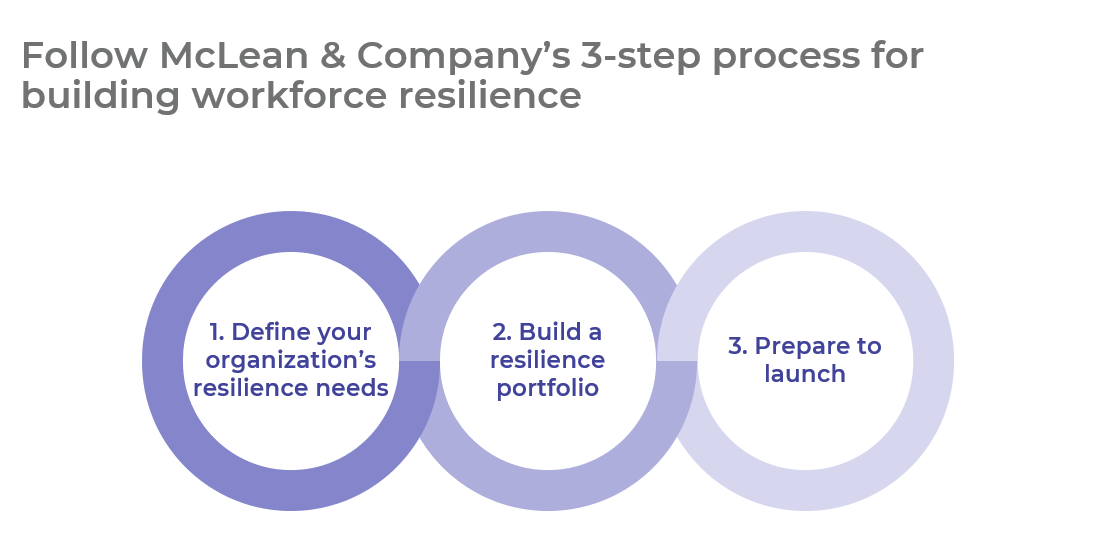 Follow McLean & Company’s 3-step process for
building workforce resilience
1. Define your
organization’s
resilience needs
2. Build a
resilience
portfolio
3. Prepare to
launch